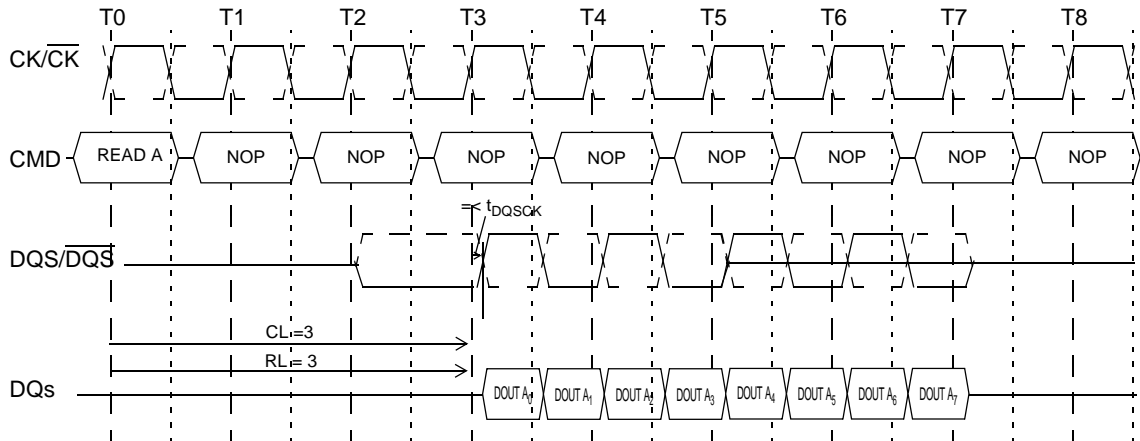 T0 T1 T2 T3 T4 T5 T6 T7 T8
CK/CK
CMD READ A NOP NOP NOP NOP NOP NOP NOP NOP
=< tDQSCK
DQS/DQS
CL =3
RL = 3
DQs DOUT A0 DOUT A1 DOUT A2 DOUT A3 DOUT A4 DOUT A5 DOUT A6 DOUT A7